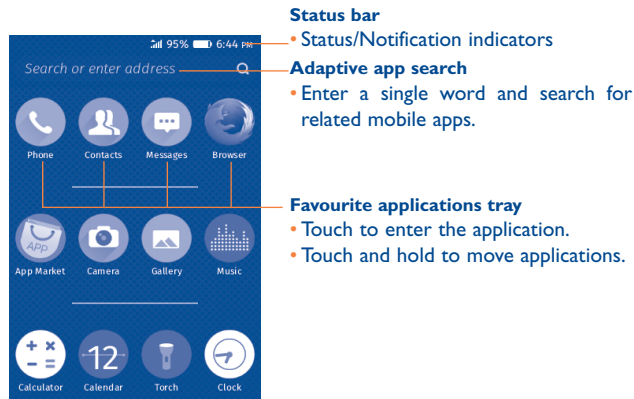 Status bar
• Status/Notification indicators
95% 6:44 PM
Search or enter address
Adaptive app search
• Enter a single word and search for
related mobile apps.
Phone Contacts Messages Browser
Favourite applications tray
• Touch to enter the application.
• Touch and hold to move applications.
APP
App Market Camera Gallery Music
12
Calculator Calendar Torch Clock